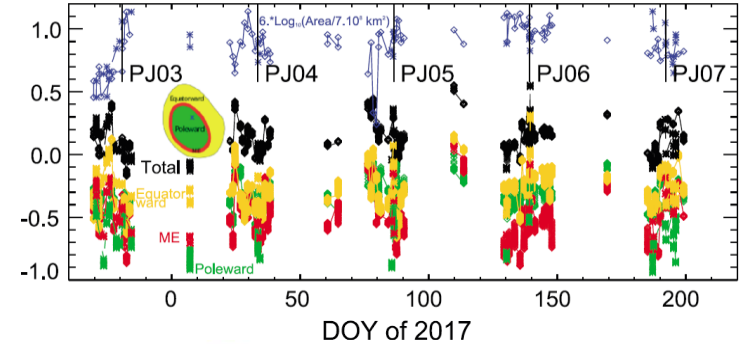 6.*Log₁₀(Area/7.10⁸ km²)
1.0
PJ03
PJ04
PJ05
PJ06
PJ07
0.5
Equatorward
Poleward
0.0
Total
Equator
ward
-0.5
ME
Poleward
-1.0
0
50
100
150
200
DOY of 2017